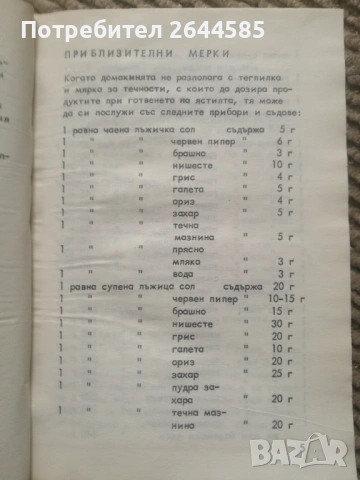 Потребител 2644585
ПРИБЛИЗИТЕЛНИ МЕРКИ
Когато домакинята не разполага с теглилка
и мярка за течности, с които да дозира про-
дуктите при готвенето на ястията, тя може
да си послужи със следните прибори и съдове:
1 равна чаена лъжичка сол съдържа 5 г
1 " " червен пипер " 6 г
1 " " брашно " 3 г
1 " " нишесте " 10 г
1 " " грис " 4 г
1 " " галета " 5 г
1 " " ориз " 4 г
1 " " захар " 5 г
1 " " течна
мазнина " 5 г
1 " " прясно
мляко " 3 г
1 " " вода " 3 г
1 равна супена лъжица сол съдържа 20 г
1 " " червен пипер " 10–15 г
1 " " брашно " 15 г
1 " " нишесте " 30 г
1 " " грис " 20 г
1 " " галета " 10 г
1 " " ориз " 20 г
1 " " захар " 25 г
1 " " пудра за-
хара " 20 г
1 " " течна маз-
нина " 20 г
5
bazar